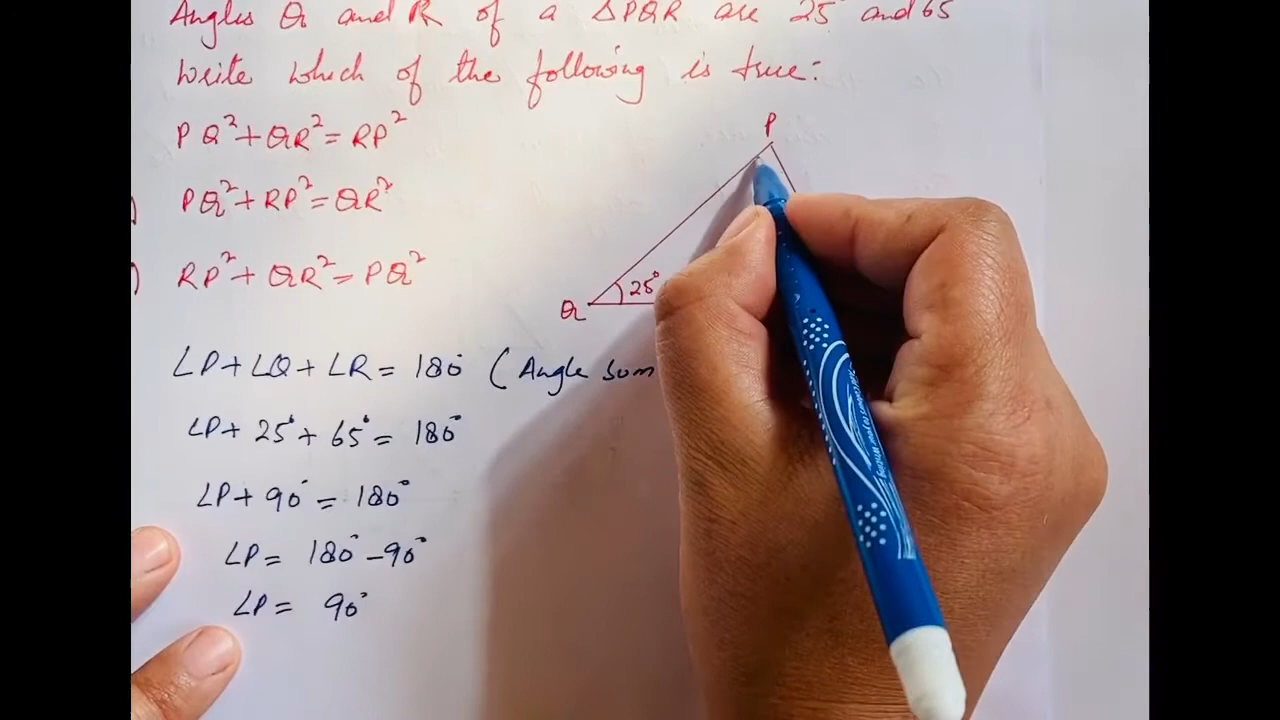 Angles Q and R of a ΔPQR are 25° and 65
Write which of the following is true:
PQ²+QR²=RP²
) PQ²+RP²=QR²
) RP²+QR²=PQ²
P
Q 25°
∠P+∠Q+∠R=180° (Angle Sum
∠P+25°+65°=180°
∠P+90°=180°
∠P=180°-90°
∠P=90°